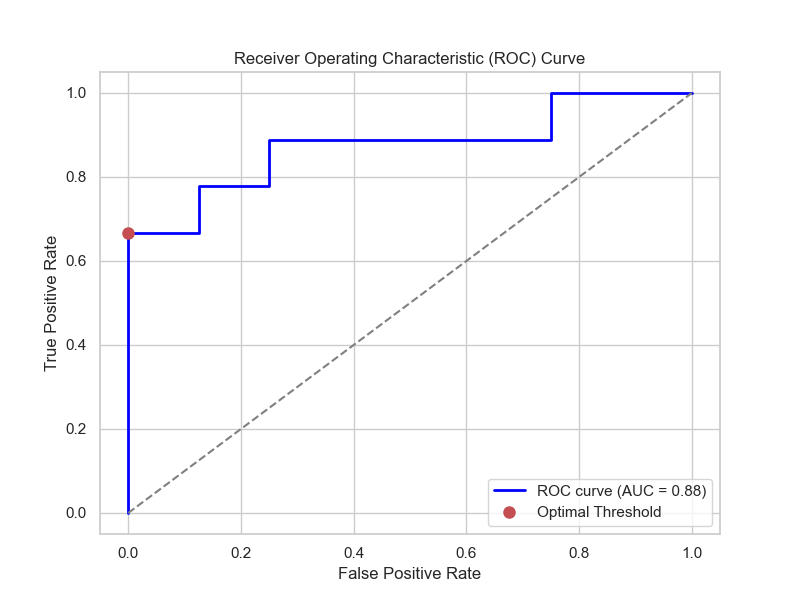 Receiver Operating Characteristic (ROC) Curve
True Positive Rate
1.0
0.8
0.6
0.4
0.2
0.0
0.0 0.2 0.4 0.6 0.8 1.0
False Positive Rate
ROC curve (AUC = 0.88)
Optimal Threshold